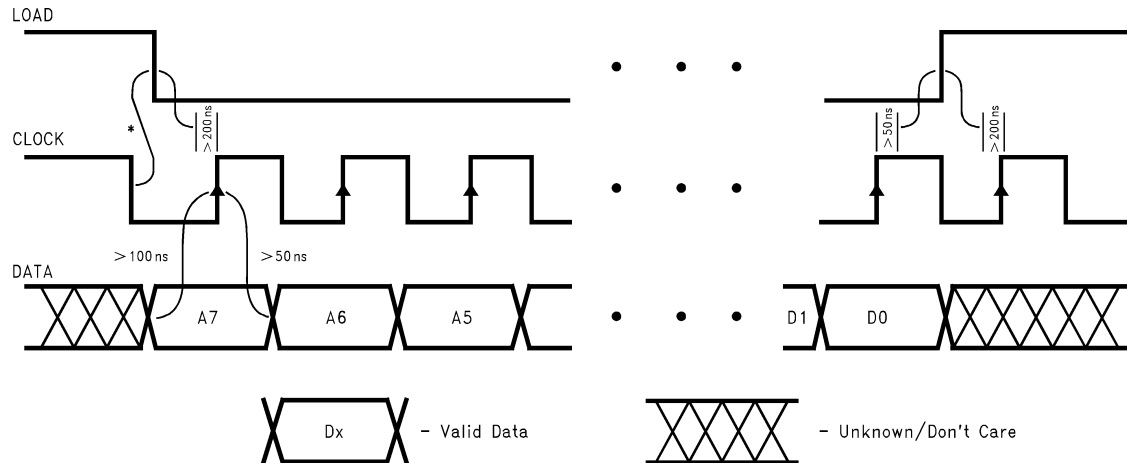 LOAD
* >200ns >50ns >200ns
CLOCK
>100ns >50ns
DATA
A7 A6 A5 D1 D0
Dx - Valid Data - Unknown/Don't Care